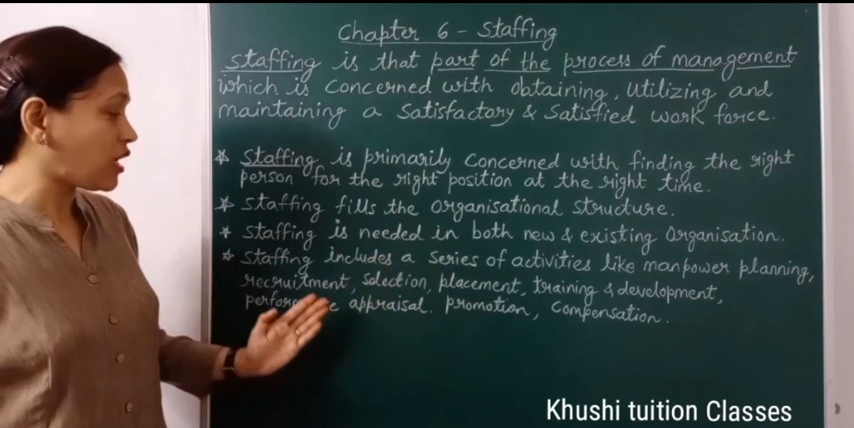 Chapter 6 - Staffing
Staffing is that part of the process of management
which is concerned with obtaining, Utilizing and
maintaining a Satisfactory & Satisfied work force.
* Staffing is primarily concerned with finding the right
person for the right position at the right time.
* Staffing fills the Organisational structure.
* Staffing is needed in both new & existing Organisation.
* Staffing includes a series of activities like manpower planning,
recruitment, Selection, placement, training & development,
appraisal. Promotion, Compensation.
Khushi tuition Classes